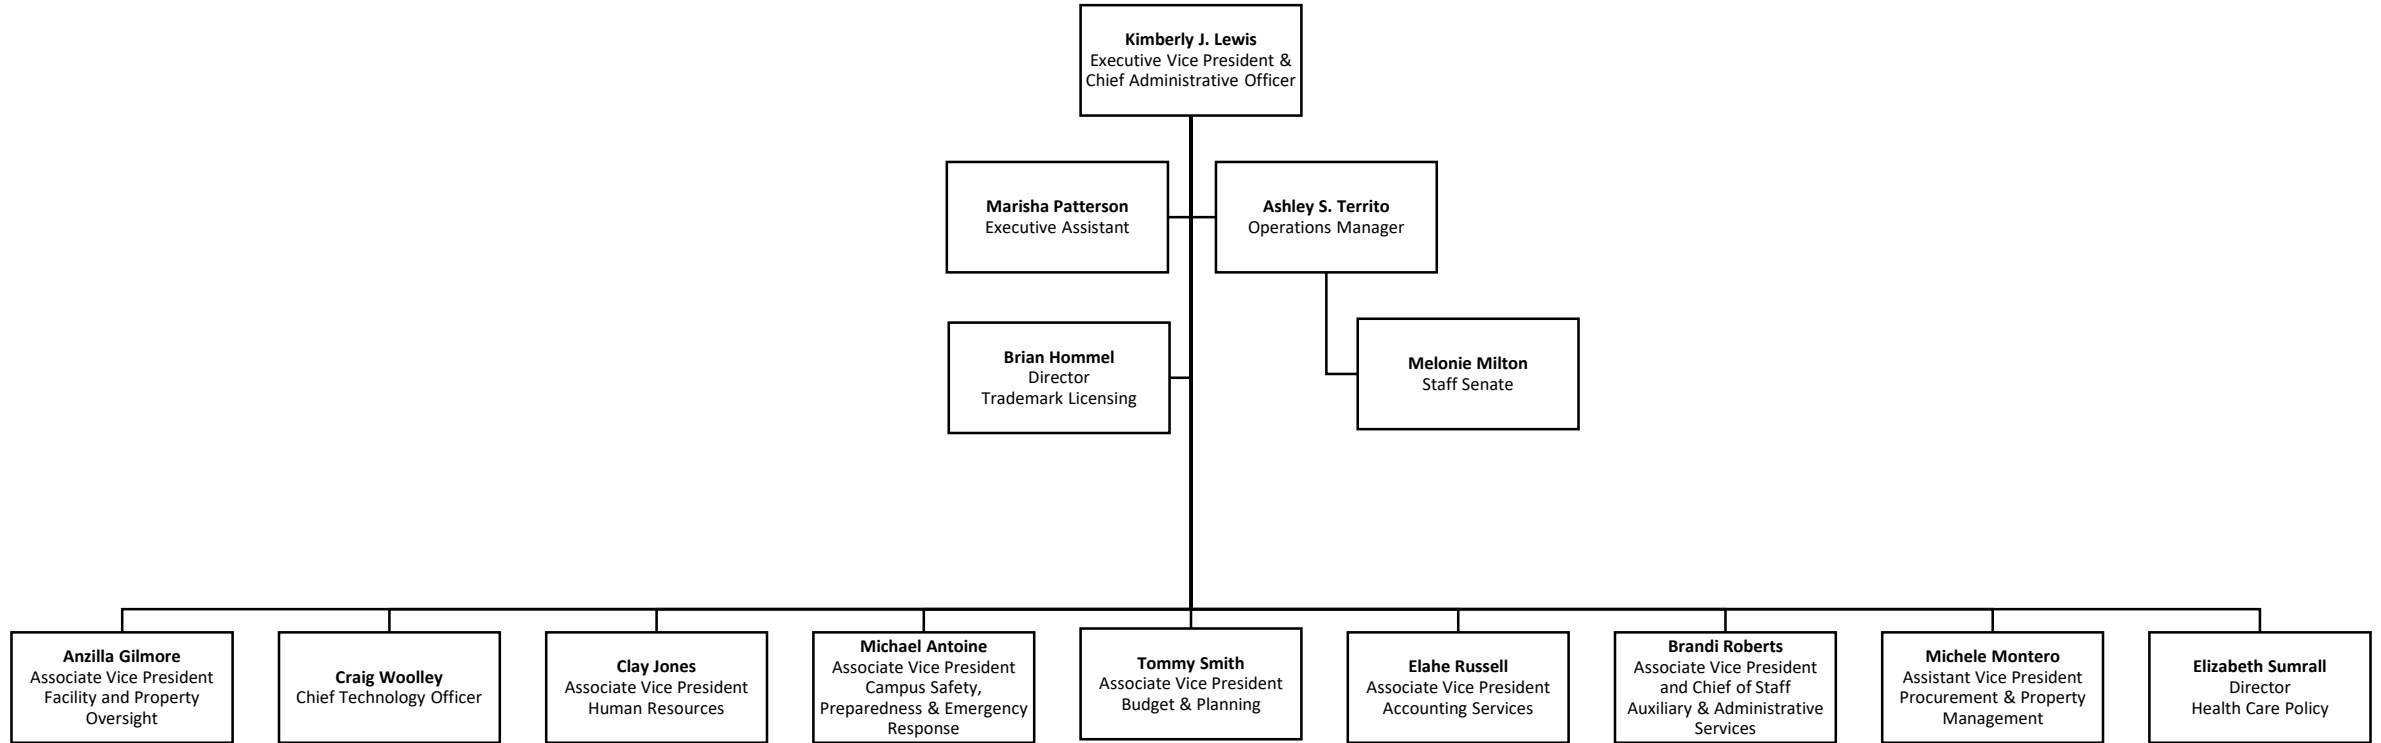 Kimberly J. Lewis
Executive Vice President &
Chief Administrative Officer
Marisha Patterson
Executive Assistant
Ashley S. Territo
Operations Manager
Brian Hommel
Director
Trademark Licensing
Melonie Milton
Staff Senate
Anzilla Gilmore
Associate Vice President
Facility and Property
Oversight
Craig Woolley
Chief Technology Officer
Clay Jones
Associate Vice President
Human Resources
Michael Antoine
Associate Vice President
Campus Safety,
Preparedness & Emergency
Response
Tommy Smith
Associate Vice President
Budget & Planning
Elahe Russell
Associate Vice President
Accounting Services
Brandi Roberts
Associate Vice President
and Chief of Staff
Auxiliary & Administrative
Services
Michele Montero
Assistant Vice President
Procurement & Property
Management
Elizabeth Sumrall
Director
Health Care Policy